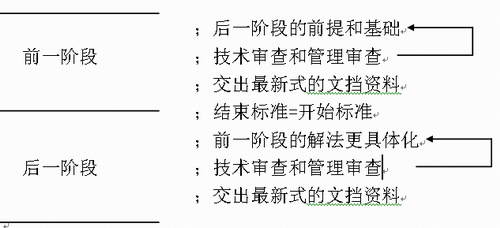 ；后一阶段的前提和基础
前一阶段
；技术审查和管理审查
；交出最新式的文挡资料
；结束标准=开始标准
；前一阶段的解法更具体化
后一阶段
；技术审查和管理审查
；交出最新式的文挡资料